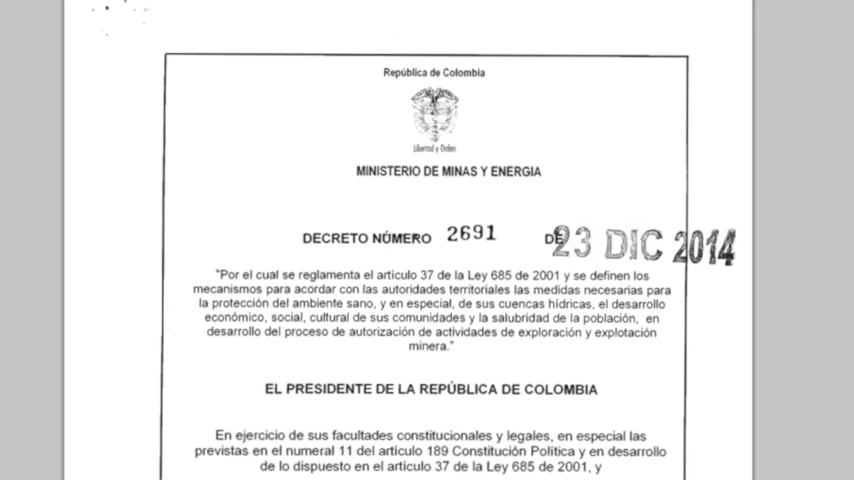 República de Colombia
Libertad y Orden
MINISTERIO DE MINAS Y ENERGIA
DECRETO NÚMERO 2691 DE 23 DIC 2014
"Por el cual se reglamenta el articulo 37 de la Ley 685 de 2001 y se definen los
mecanismos para acordar con las autoridades territoriales las medidas necesarias para
la protección del ambiente sano, y en especial, de sus cuencas hídricas, el desarrollo
económico, social, cultural de sus comunidades y la salubridad de la población, en
desarrollo del proceso de autorización de actividades de exploración y explotación
minera."
EL PRESIDENTE DE LA REPÚBLICA DE COLOMBIA
En ejercicio de sus facultades constitucionales y legales, en especial las
previstas en el numeral 11 del articulo 189 Constitución Política y en desarrollo
de lo dispuesto en el articulo 37 de la Ley 685 de 2001, y